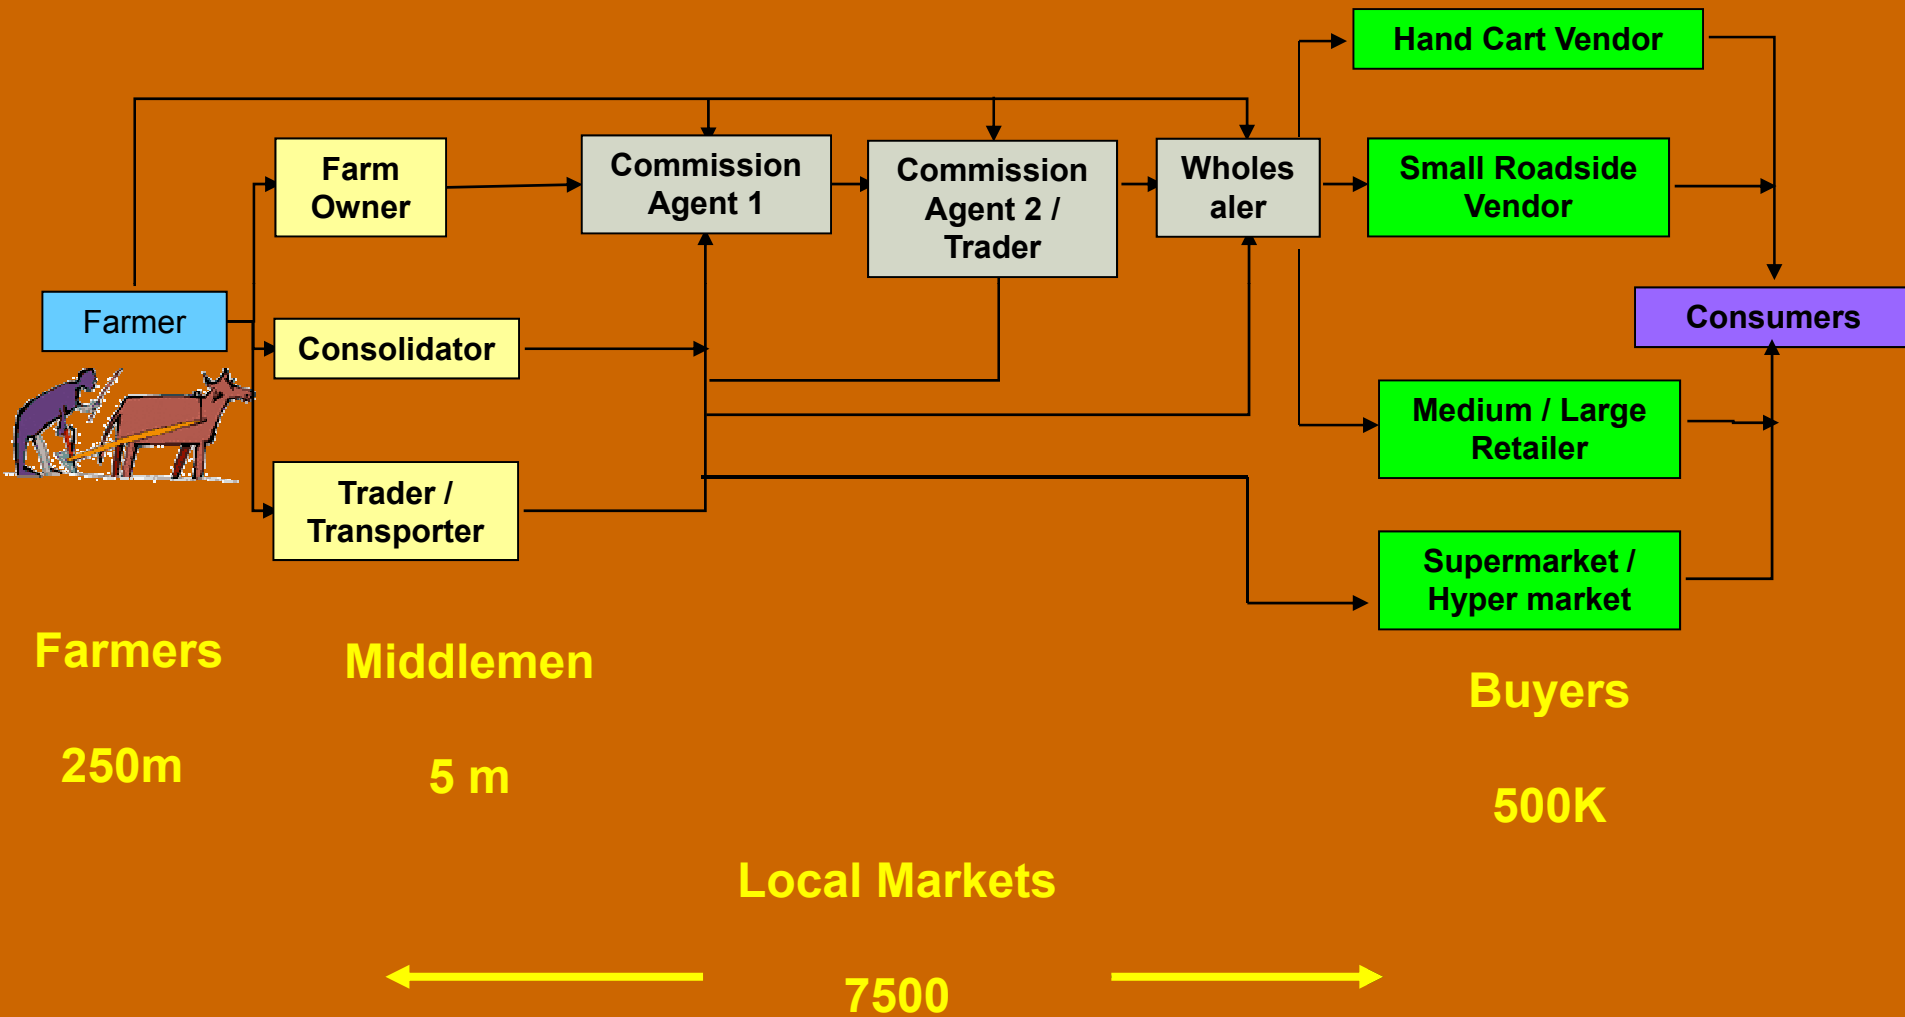 Hand Cart Vendor
Farm
Owner
Commission
Agent 1
Commission
Agent 2 /
Trader
Wholes
aler
Small Roadside
Vendor
Farmer
Consolidator
Consumers
Medium / Large
Retailer
Trader /
Transporter
Supermarket /
Hyper market
Farmers
250m
Middlemen
5 m
Buyers
500K
Local Markets
7500